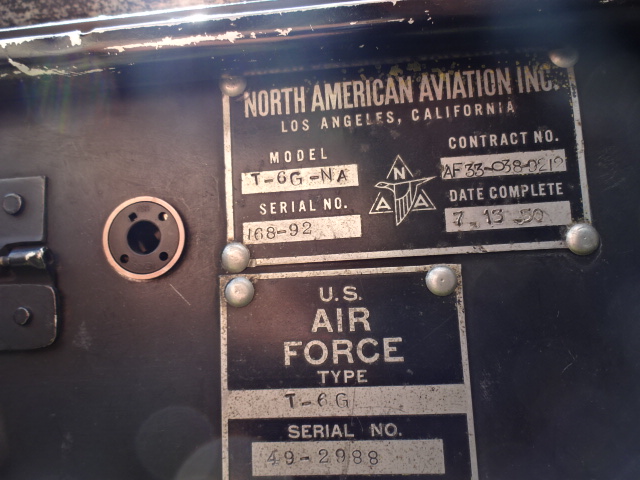 NORTH AMERICAN AVIATION INC.
LOS ANGELES, CALIFORNIA
MODEL
T-6G-NA
SERIAL NO.
168-92
N
A A
CONTRACT NO.
AF33-038-0212
DATE COMPLETE
7 13 50
U.S.
AIR
FORCE
TYPE
T-6G
SERIAL NO.
49-2988